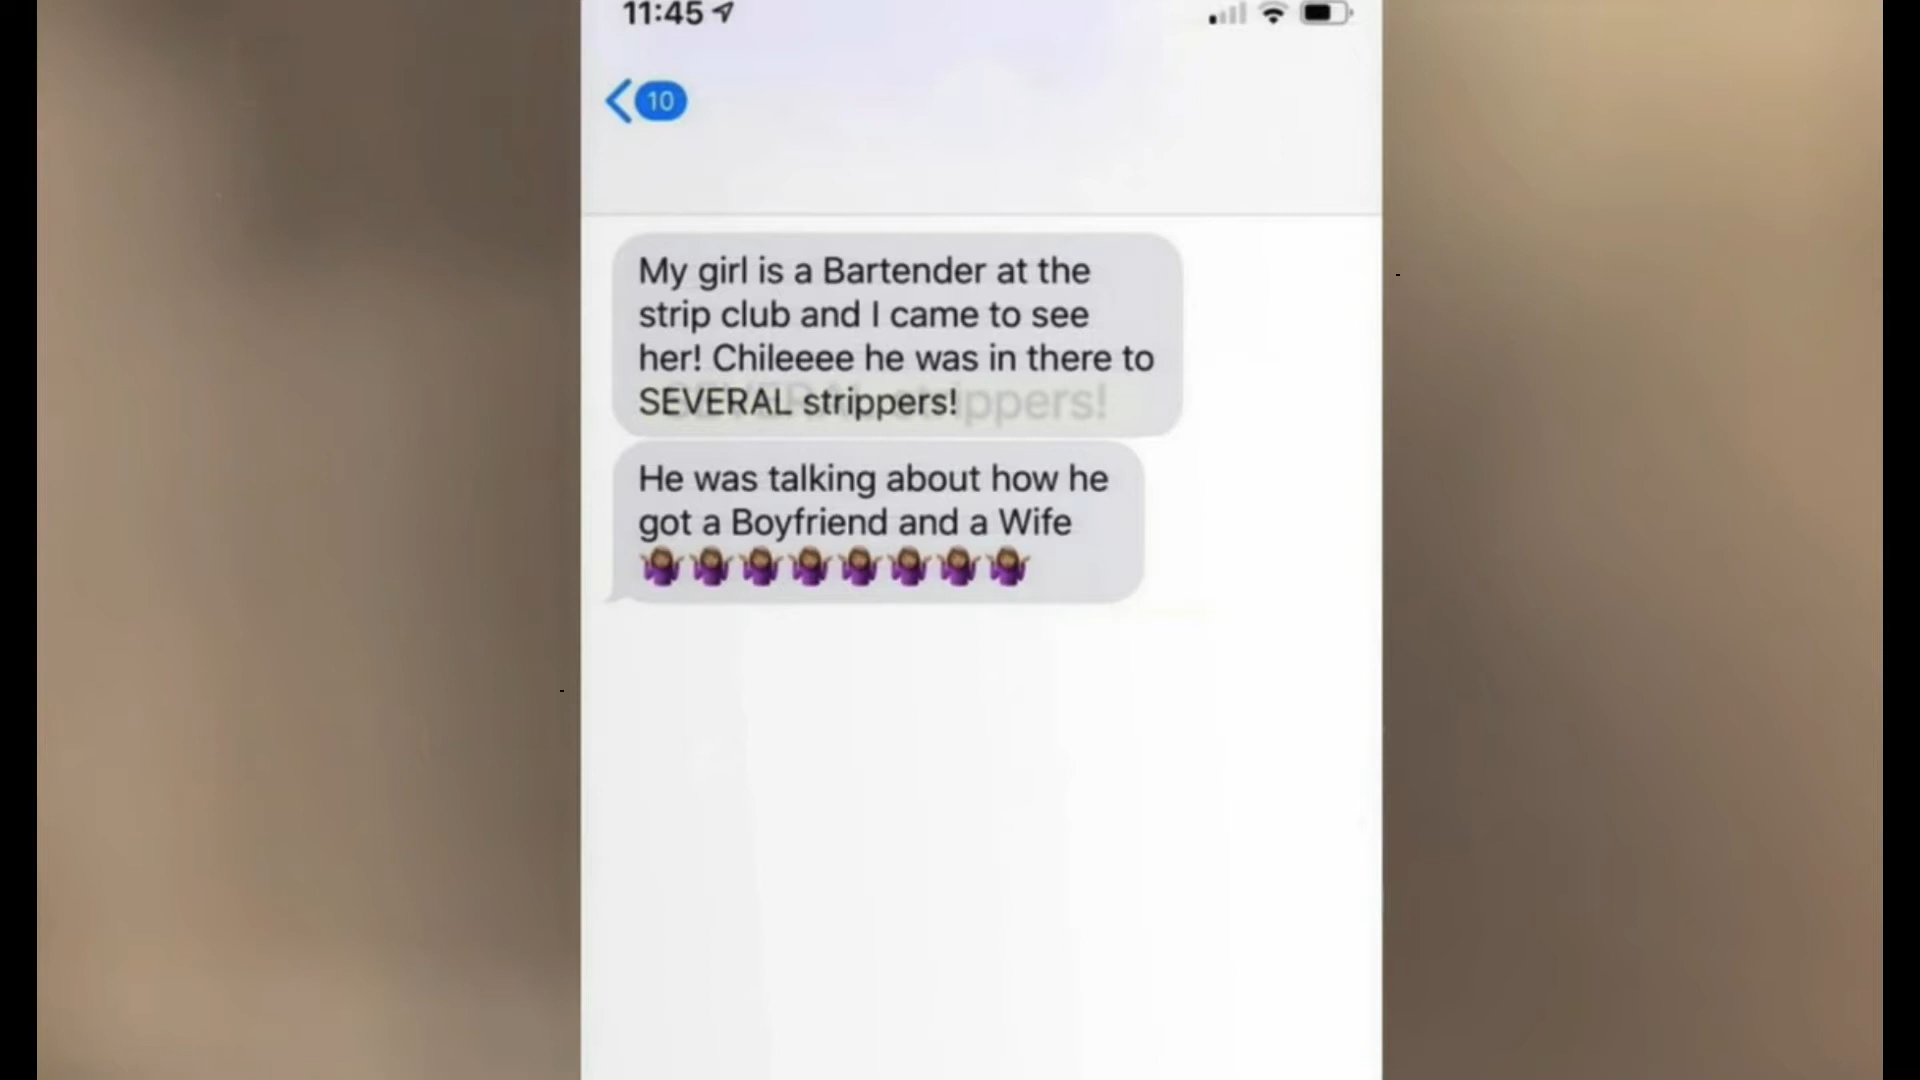 11:45
10
My girl is a Bartender at the
strip club and I came to see
her! Chileeee he was in there to
SEVERAL strippers!
He was talking about how he
got a Boyfriend and a Wife
🤷🏽‍♀️🤷🏽‍♀️🤷🏽‍♀️🤷🏽‍♀️🤷🏽‍♀️🤷🏽‍♀️🤷🏽‍♀️🤷🏽‍♀️